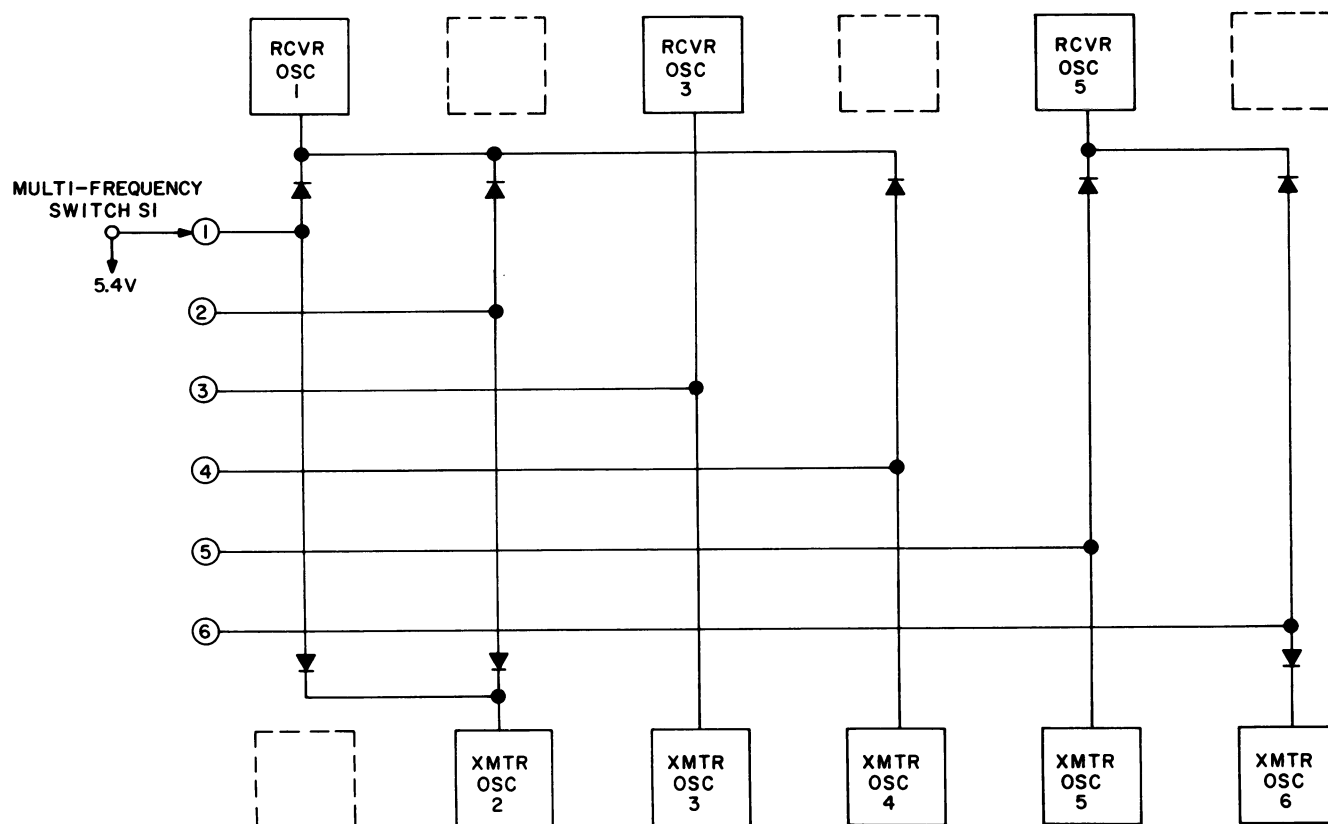 RCVR
OSC
1
RCVR
OSC
3
RCVR
OSC
5
MULTI-FREQUENCY
SWITCH S1
5.4V
1
2
3
4
5
6
XMTR
OSC
2
XMTR
OSC
3
XMTR
OSC
4
XMTR
OSC
5
XMTR
OSC
6